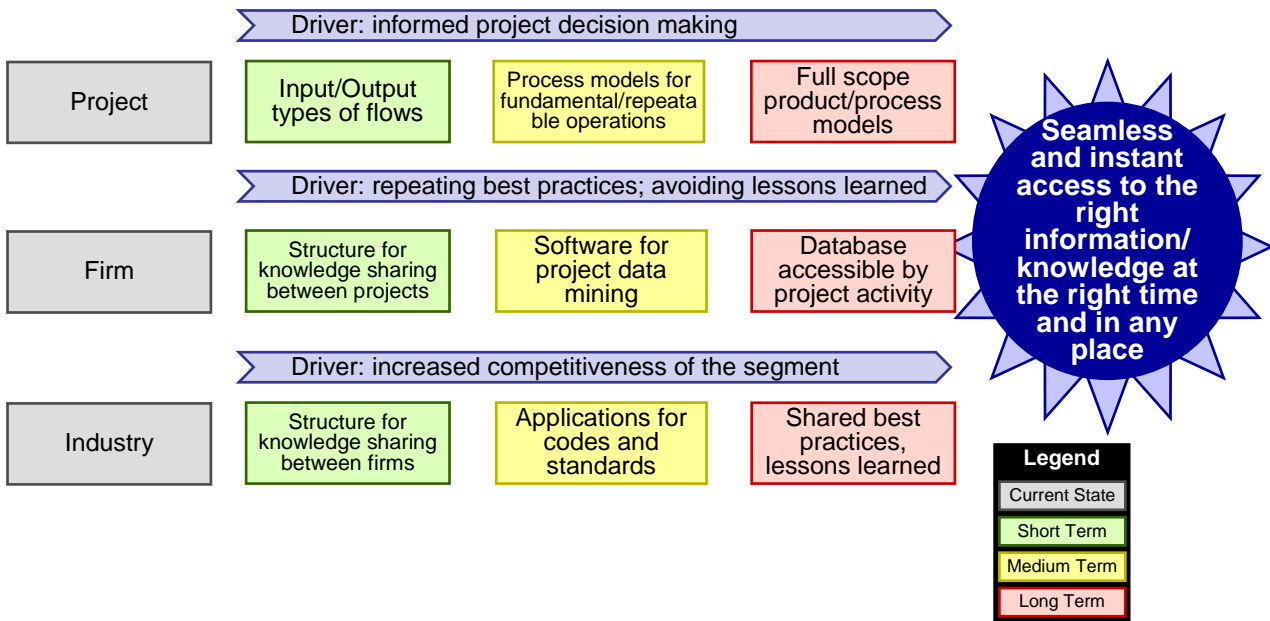 Driver: informed project decision making
Project
Input/Output
types of flows
Process models for
fundamental/repeata
ble operations
Full scope
product/process
models
Driver: repeating best practices; avoiding lessons learned
Firm
Structure for
knowledge sharing
between projects
Software for
project data
mining
Database
accessible by
project activity
Driver: increased competitiveness of the segment
Industry
Structure for
knowledge sharing
between firms
Applications for
codes and
standards
Shared best
practices,
lessons learned
Seamless
and instant
access to the
right
information/
knowledge at
the right time
and in any
place
Legend
Current State
Short Term
Medium Term
Long Term